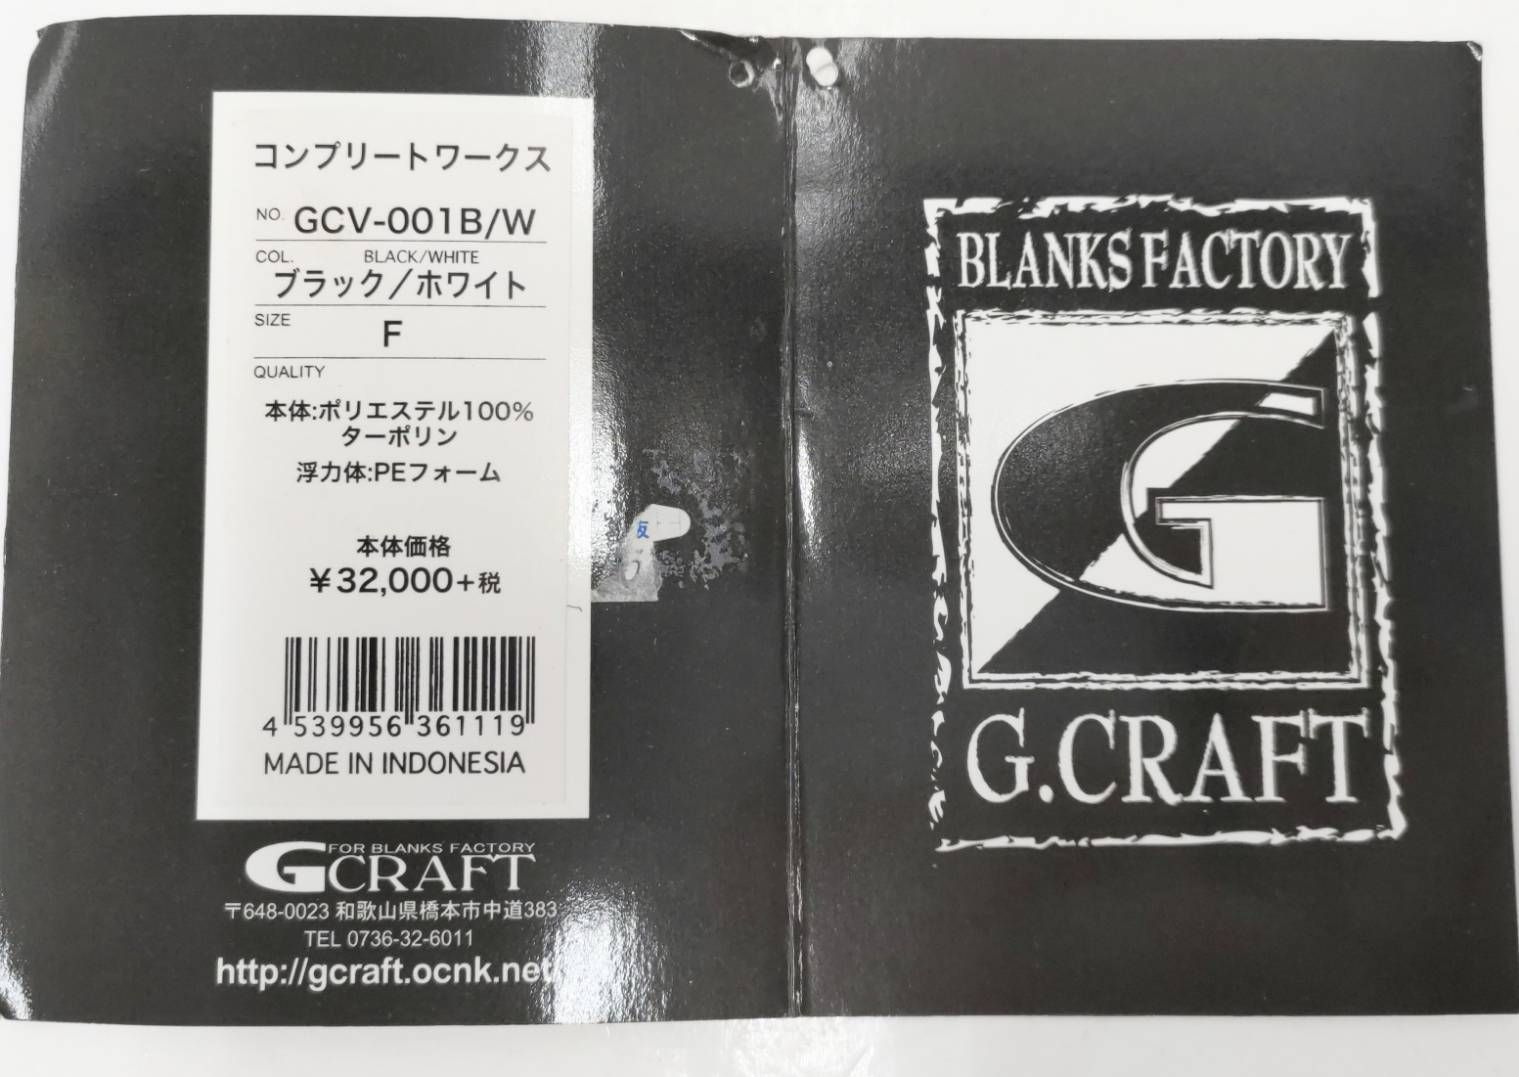 コンプリートワークス
NO. GCV-001B/W
COL. BLACK/WHITE
ブラック/ホワイト
SIZE F
QUALITY
本体:ポリエステル100%
ターポリン
浮力体:PEフォーム
本体価格
¥32,000+税
4 539956 361119
MADE IN INDONESIA
FOR BLANKS FACTORY
GCRAFT
〒648-0023 和歌山県橋本市中道383
TEL 0736-32-6011
http://gcraft.ocnk.net
BLANKS FACTORY
G
G.CRAFT